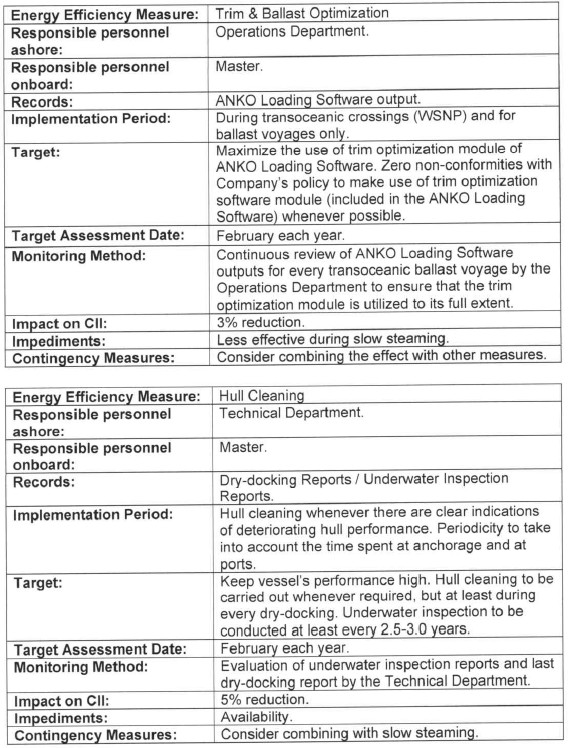 Energy Efficiency Measure: Trim & Ballast Optimization
Responsible personnel Operations Department.
ashore:
Responsible personnel Master.
onboard:
Records: ANKO Loading Software output.
Implementation Period: During transoceanic crossings (WSNP) and for
ballast voyages only.
Target: Maximize the use of trim optimization module of
ANKO Loading Software. Zero non-conformities with
Company's policy to make use of trim optimization
software module (included in the ANKO Loading
Software) whenever possible.
Target Assessment Date: February each year.
Monitoring Method: Continuous review of ANKO Loading Software
outputs for every transoceanic ballast voyage by the
Operations Department to ensure that the trim
optimization module is utilized to its full extent.
Impact on CII: 3% reduction.
Impediments: Less effective during slow steaming.
Contingency Measures: Consider combining the effect with other measures.
Energy Efficiency Measure: Hull Cleaning
Responsible personnel Technical Department.
ashore:
Responsible personnel Master.
onboard:
Records: Dry-docking Reports / Underwater Inspection
Reports.
Implementation Period: Hull cleaning whenever there are clear indications
of deteriorating hull performance. Periodicity to take
into account the time spent at anchorage and at
ports.
Target: Keep vessel's performance high. Hull cleaning to be
carried out whenever required, but at least during
every dry-docking. Underwater inspection to be
conducted at least every 2.5-3.0 years.
Target Assessment Date: February each year.
Monitoring Method: Evaluation of underwater inspection reports and last
dry-docking report by the Technical Department.
Impact on CII: 5% reduction.
Impediments: Availability.
Contingency Measures: Consider combining with slow steaming.